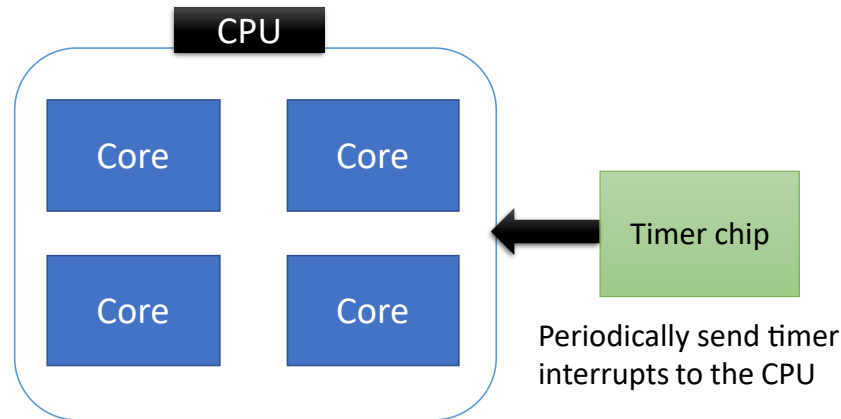 CPU
Core
Core
Timer chip
Core
Core
Periodically send timer
interrupts to the CPU